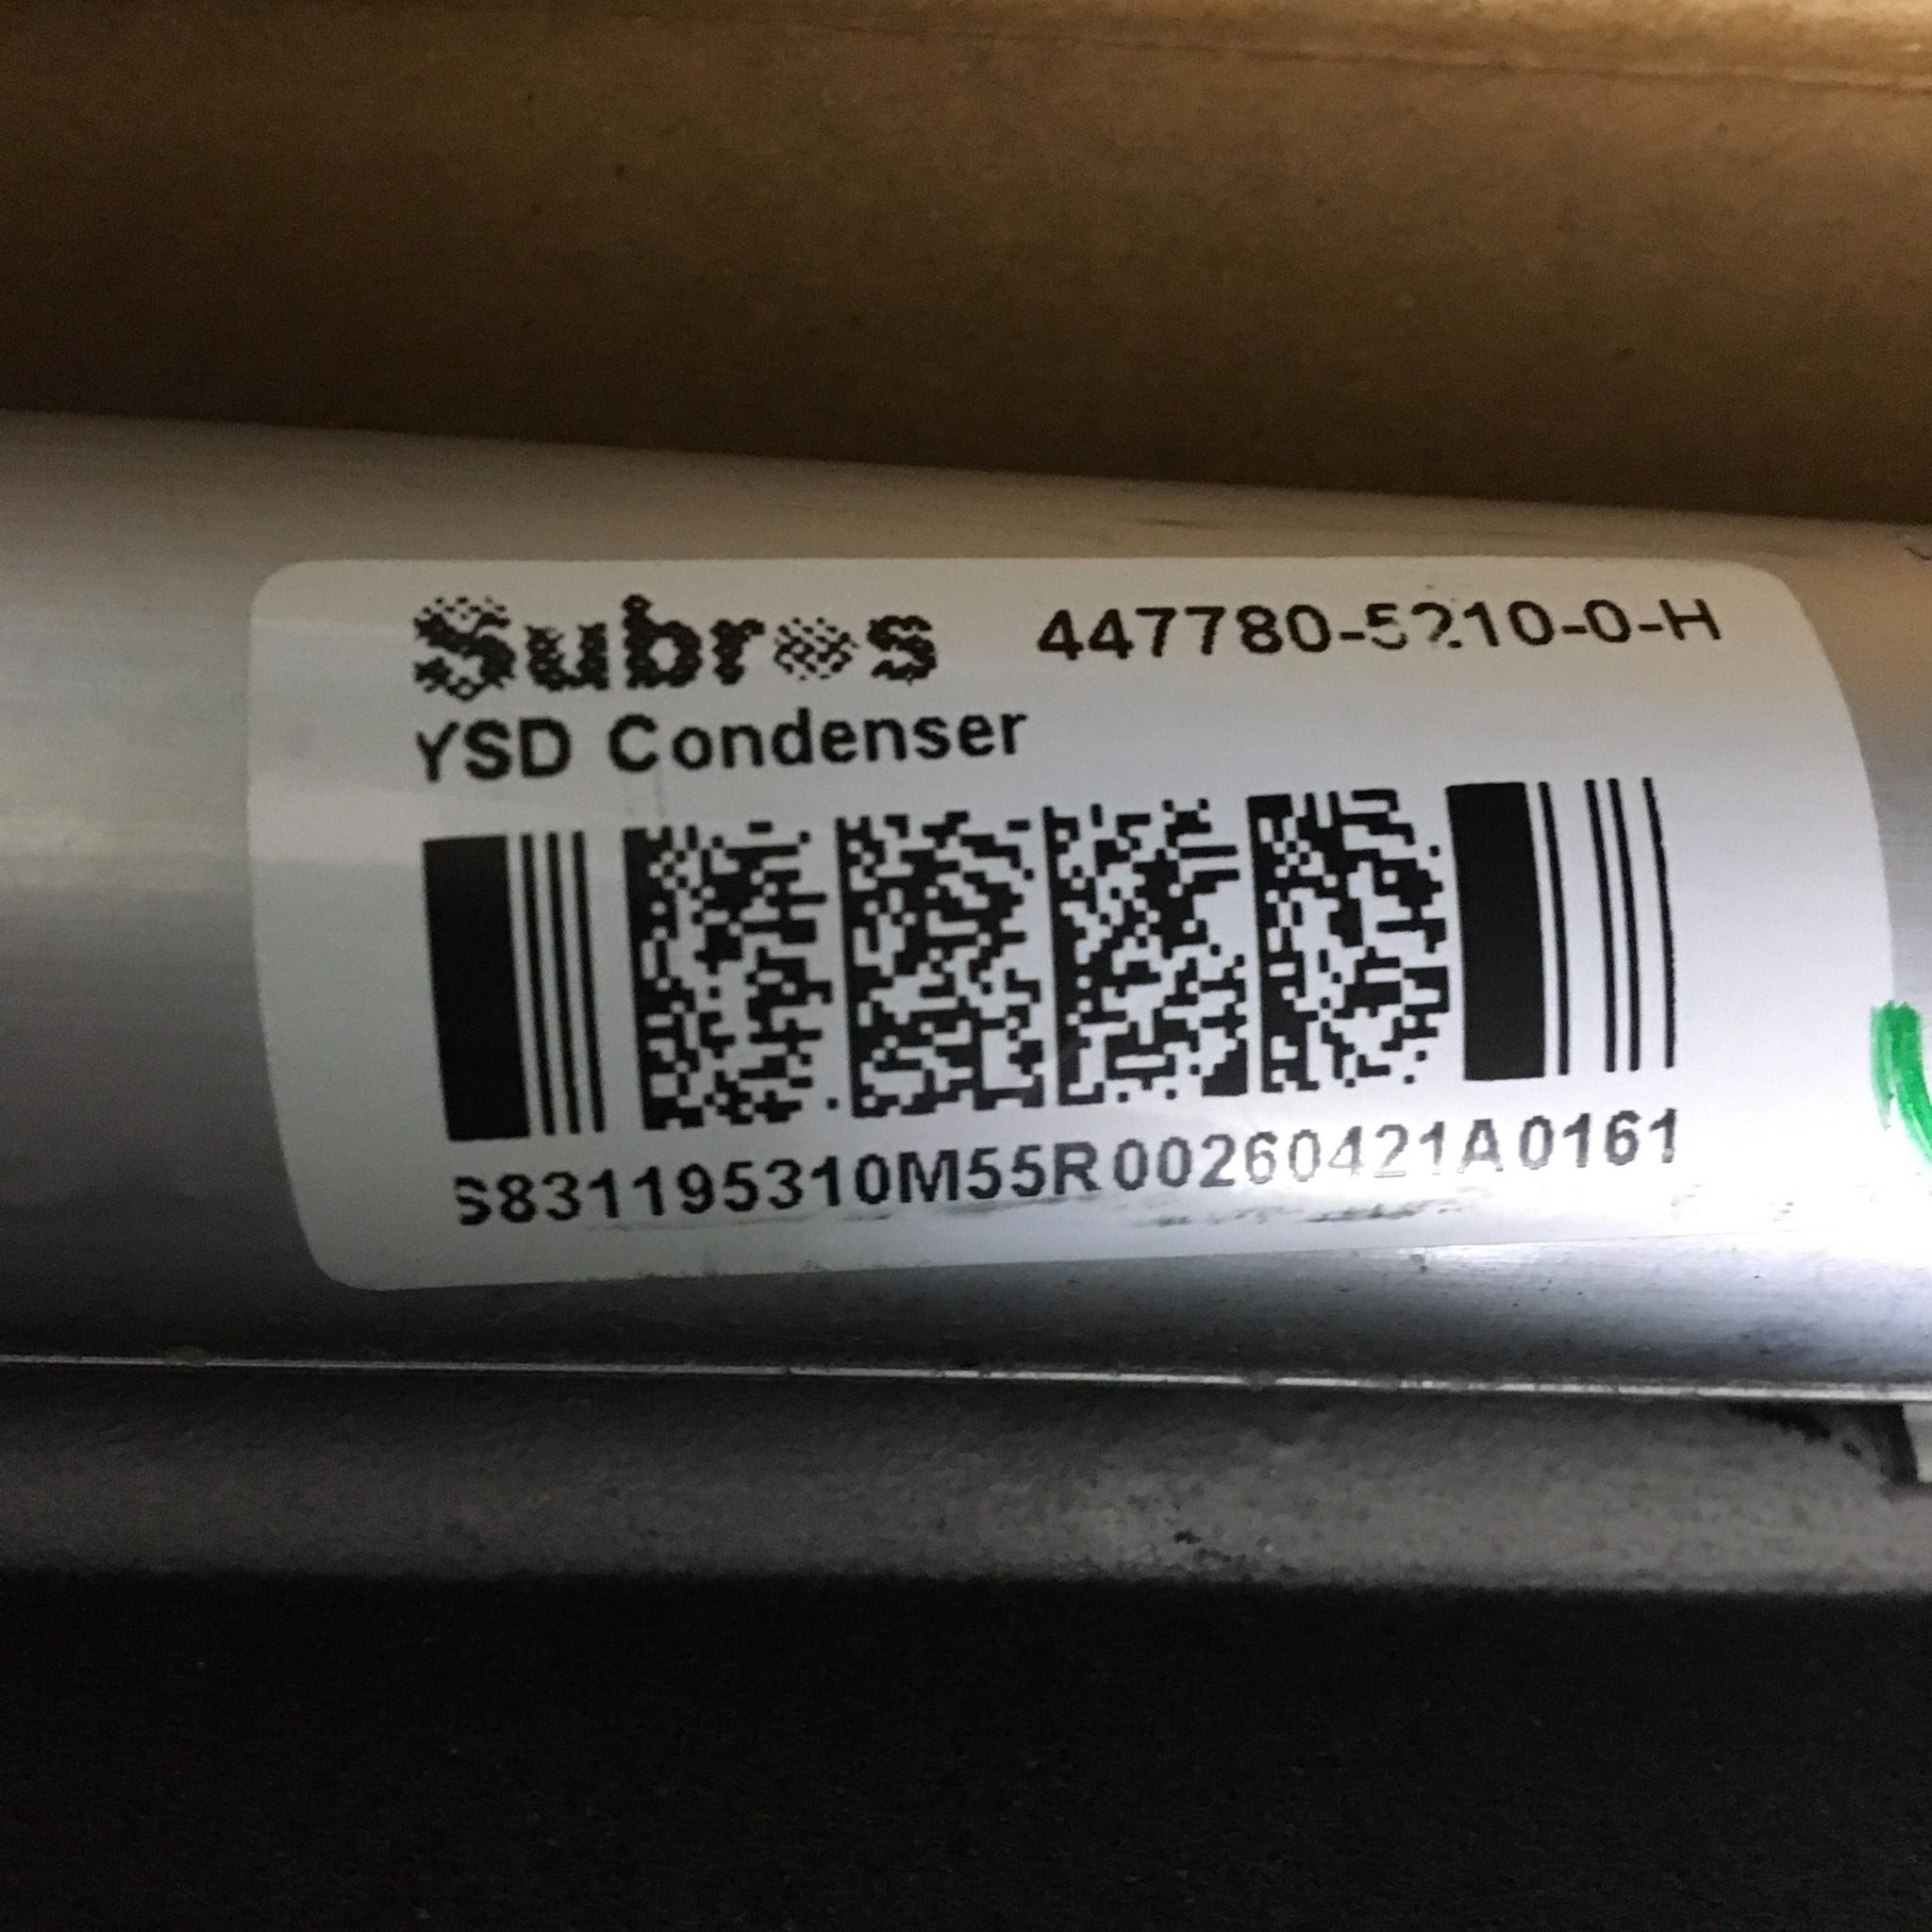 Subros 447780-5210-0-H
YSD Condenser
S831195310M55R00260421A0161